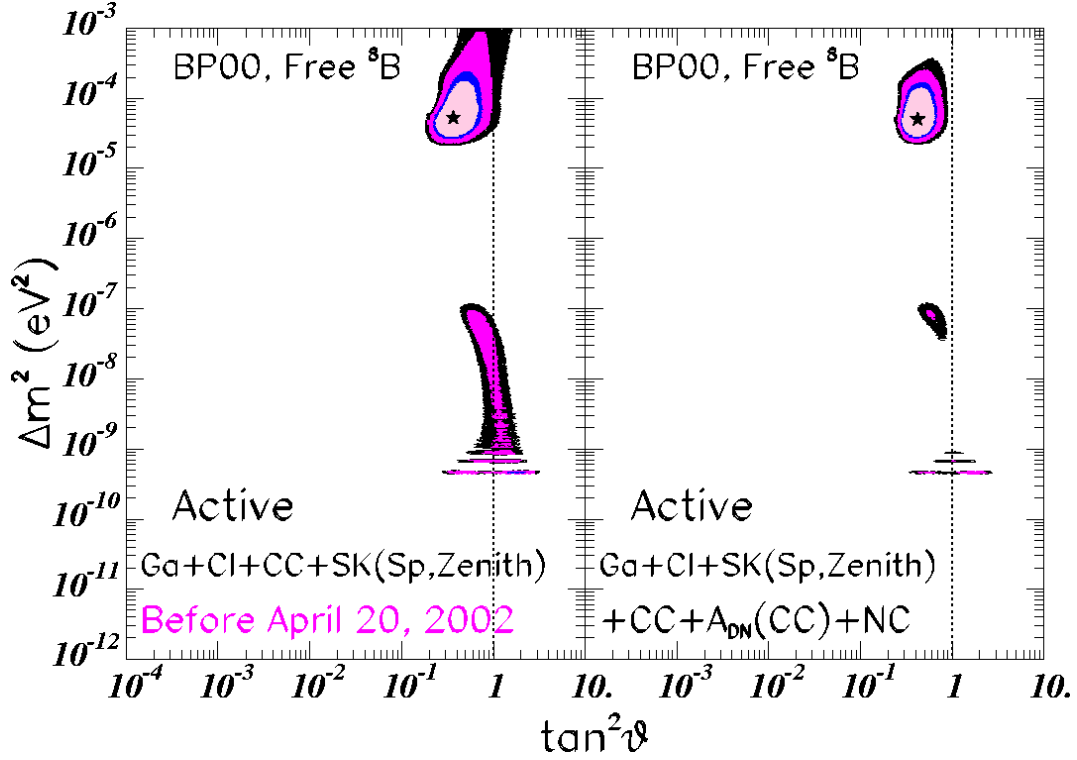 10⁻³
10⁻⁴
10⁻⁵
10⁻⁶
10⁻⁷
10⁻⁸
10⁻⁹
10⁻¹⁰
10⁻¹¹
10⁻¹²
Δm² (eV²)
BP00, Free ⁸B
Active
Ga+Cl+CC+SK(Sp,Zenith)
Before April 20, 2002
BP00, Free ⁸B
Active
Ga+Cl+SK(Sp,Zenith)
+CC+A_DN(CC)+NC
10⁻⁴ 10⁻³ 10⁻² 10⁻¹ 1 10. 10⁻³ 10⁻² 10⁻¹ 1 10.
tan²ϑ